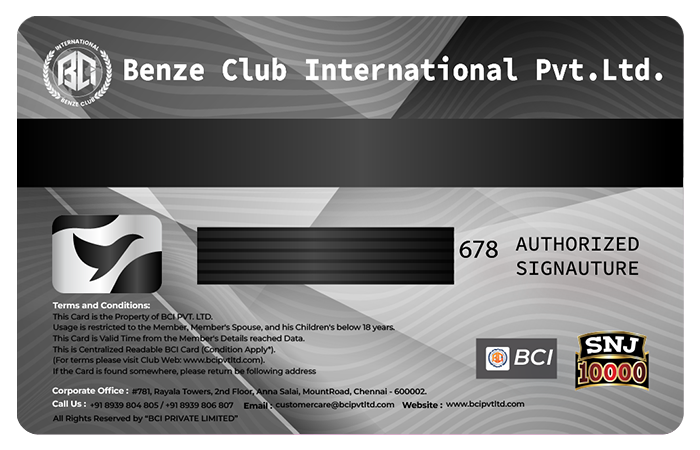 INTERNATIONAL
BCI
BENZE CLUB
Benze Club International Pvt.Ltd.
678 AUTHORIZED
SIGNAUTURE
Terms and Conditions:
This Card is the Property of BCI PVT. LTD.
Usage is restricted to the Member, Member's Spouse, and his Children's below 18 years.
This Card is Valid Time from the Member's Details reached Data.
This is Centralized Readable BCI Card (Condition Apply*).
(For terms please visit Club Web: www.bcipvtltd.com).
If the Card is found somewhere, please return be following address
BCI
SNJ
10000
Corporate Office : #781, Rayala Towers, 2nd Floor, Anna Salai, MountRoad, Chennai - 600002.
Call Us : +91 8939 804 805 / +91 8939 806 807 Email : customercare@bcipvtltd.com Website : www.bcipvtltd.com
All Rights Reserved by "BCI PRIVATE LIMITED"